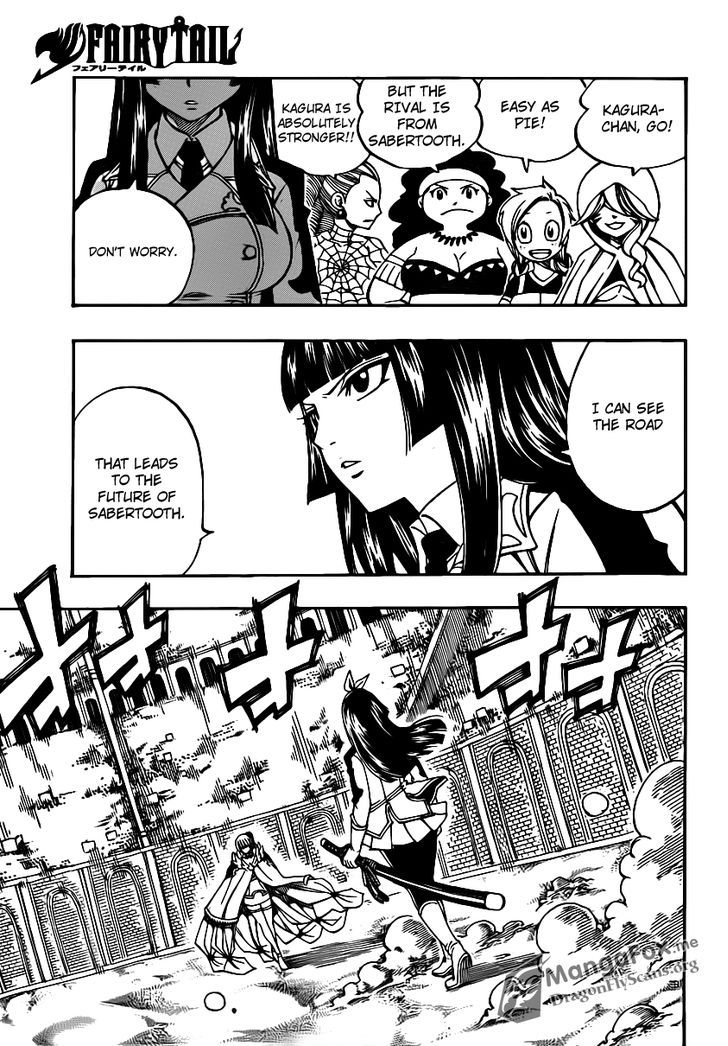 FAIRY TAIL
フェアリーテイル
KAGURA-
CHAN, GO!
EASY AS
PIE!
BUT THE
RIVAL IS
FROM
SABERTOOTH.
KAGURA IS
ABSOLUTELY
STRONGER!!
DON'T WORRY.
I CAN SEE
THE ROAD
THAT LEADS
TO THE
FUTURE OF
SABERTOOTH.
オオオオオ
MangaFox.me
DragonFlyScans.org